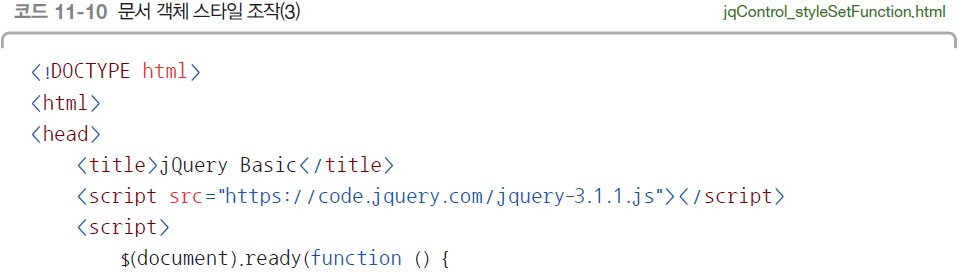 코드 11-10 문서 객체 스타일 조작(3) jqControl_styleSetFunction.html
<!DOCTYPE html>
<html>
<head>
<title>jQuery Basic</title>
<script src="https://code.jquery.com/jquery-3.1.1.js"></script>
<script>
$(document).ready(function () {